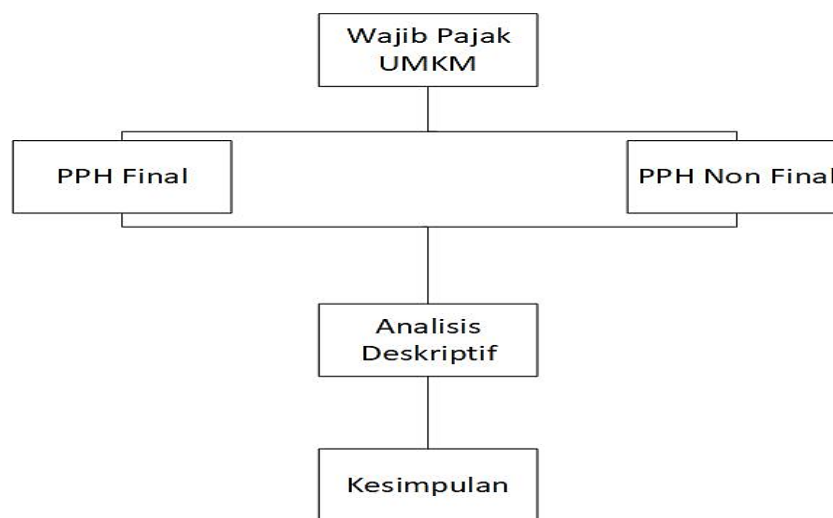 Wajib Pajak
UMKM
PPH Final
PPH Non Final
Analisis
Deskriptif
Kesimpulan